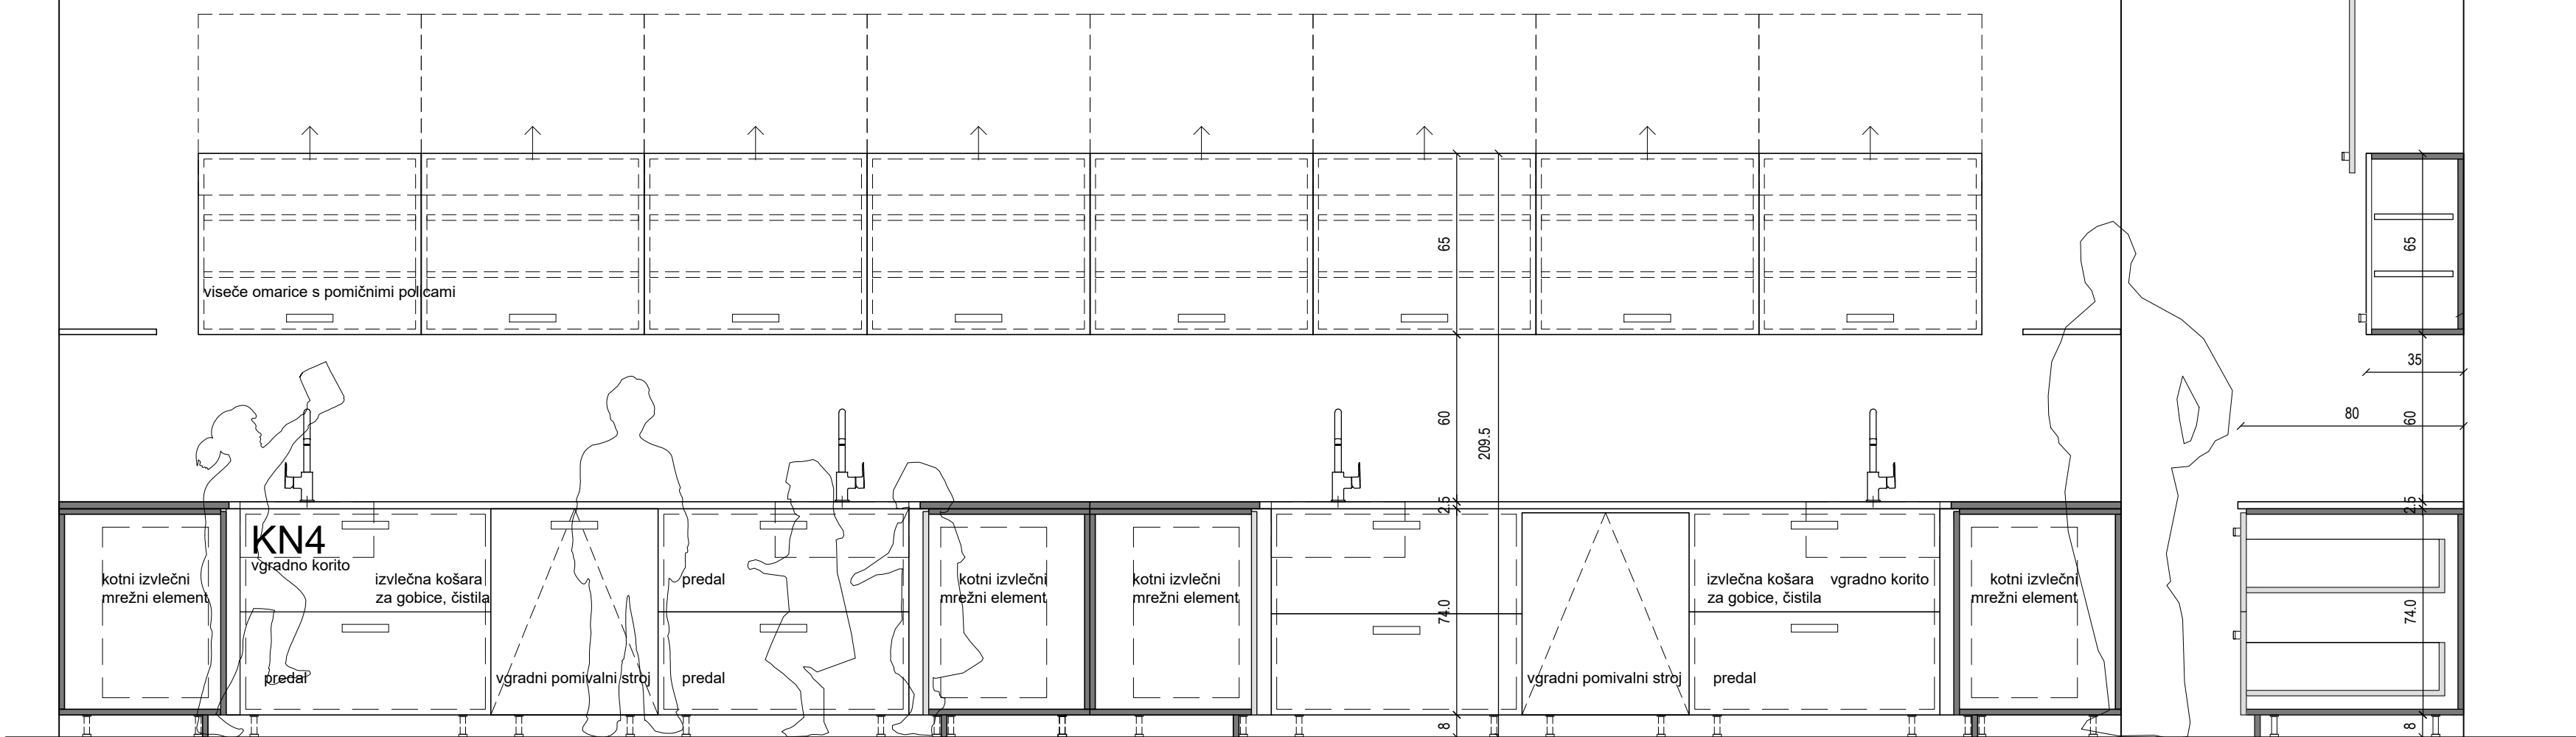 viseče omarice s pomičnimi policami
65
65
35
80
60
60
209.5
2.5
2.5
KN4
vgradno korito
kotni izvlečni
mrežni element
izvlečna košara
za gobice, čistila
predal
kotni izvlečni
mrežni element
kotni izvlečni
mrežni element
izvlečna košara
za gobice, čistila
vgradno korito
kotni izvlečni
mrežni element
74.0
74.0
predal
vgradni pomivalni stroj
predal
vgradni pomivalni stroj
predal
8
8